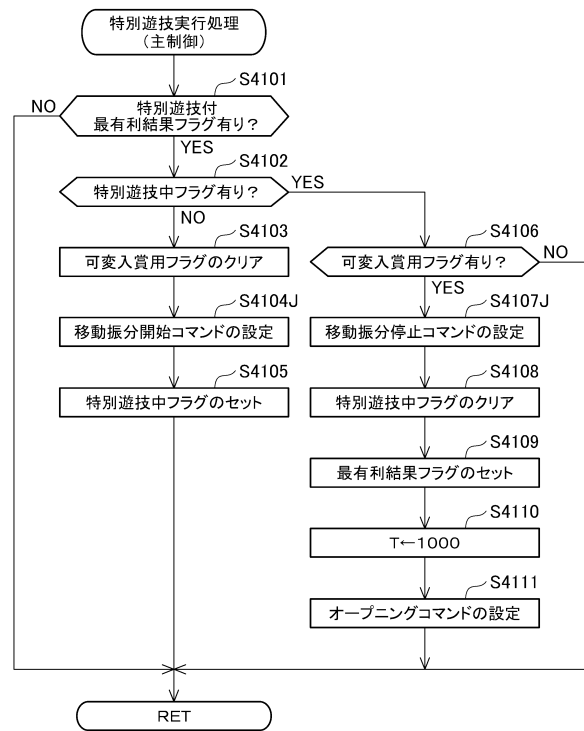 特別遊技実行処理
（主制御）
S4101
特別遊技付
最有利結果フラグ有り？
NO
YES
S4102
特別遊技中フラグ有り？
YES
NO
S4103
可変入賞用フラグのクリア
S4104J
移動振分開始コマンドの設定
S4105
特別遊技中フラグのセット
S4106
可変入賞用フラグ有り？
NO
YES
S4107J
移動振分停止コマンドの設定
S4108
特別遊技中フラグのクリア
S4109
最有利結果フラグのセット
S4110
T←1000
S4111
オープニングコマンドの設定
RET